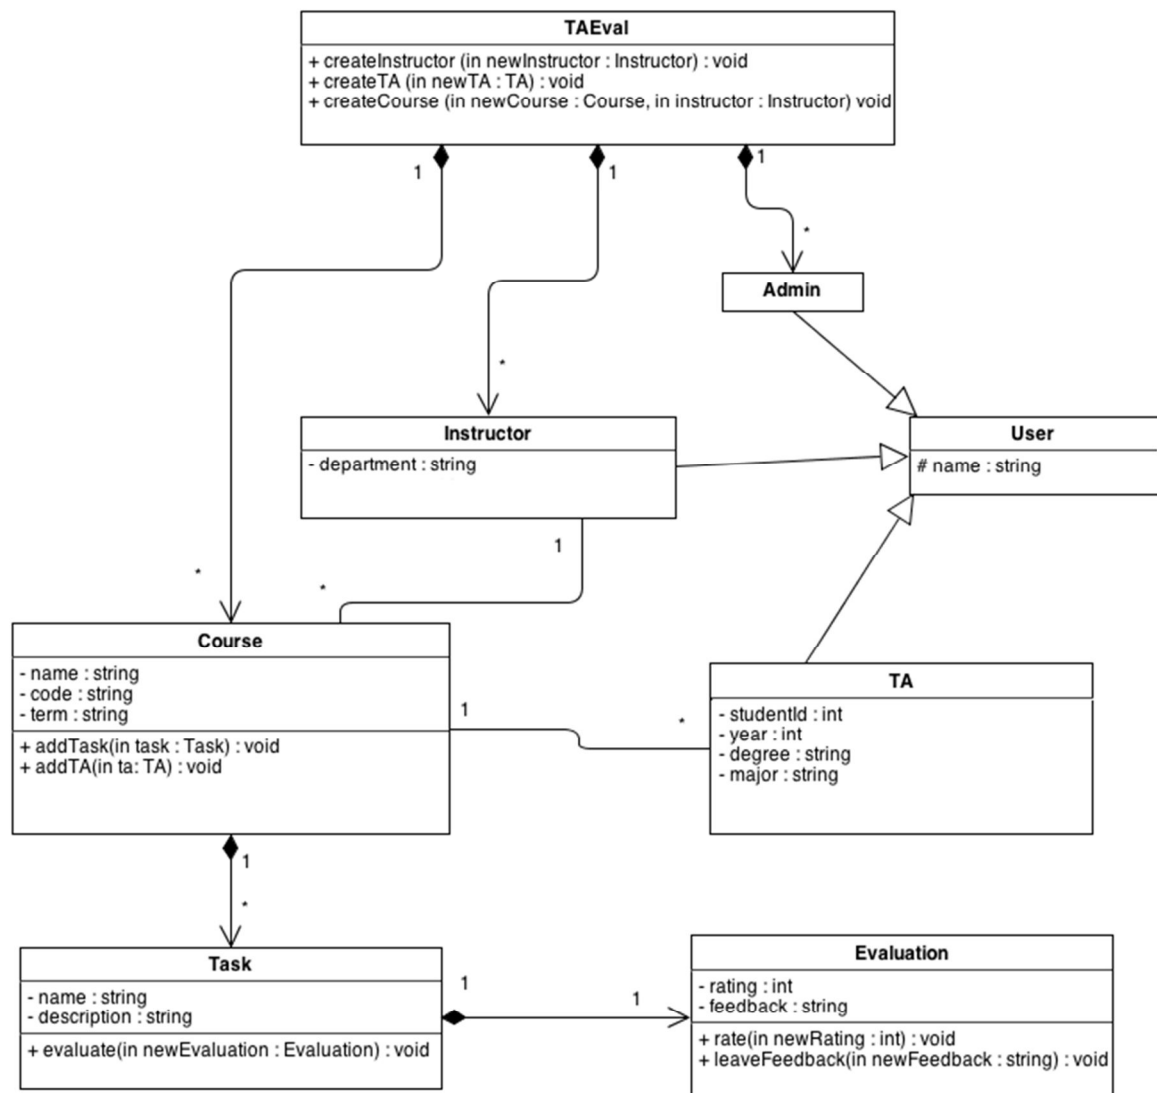 TAEval
+ createInstructor (in newInstructor : Instructor) : void
+ createTA (in newTA : TA) : void
+ createCourse (in newCourse : Course, in instructor : Instructor) void
1
1
1
*
Admin
*
Instructor
- department : string
User
# name : string
1
*
*
Course
- name : string
- code : string
- term : string
+ addTask(in task : Task) : void
+ addTA(in ta: TA) : void
1
*
TA
- studentId : int
- year : int
- degree : string
- major : string
1
*
Task
- name : string
- description : string
+ evaluate(in newEvaluation : Evaluation) : void
1
1
Evaluation
- rating : int
- feedback : string
+ rate(in newRating : int) : void
+ leaveFeedback(in newFeedback : string) : void